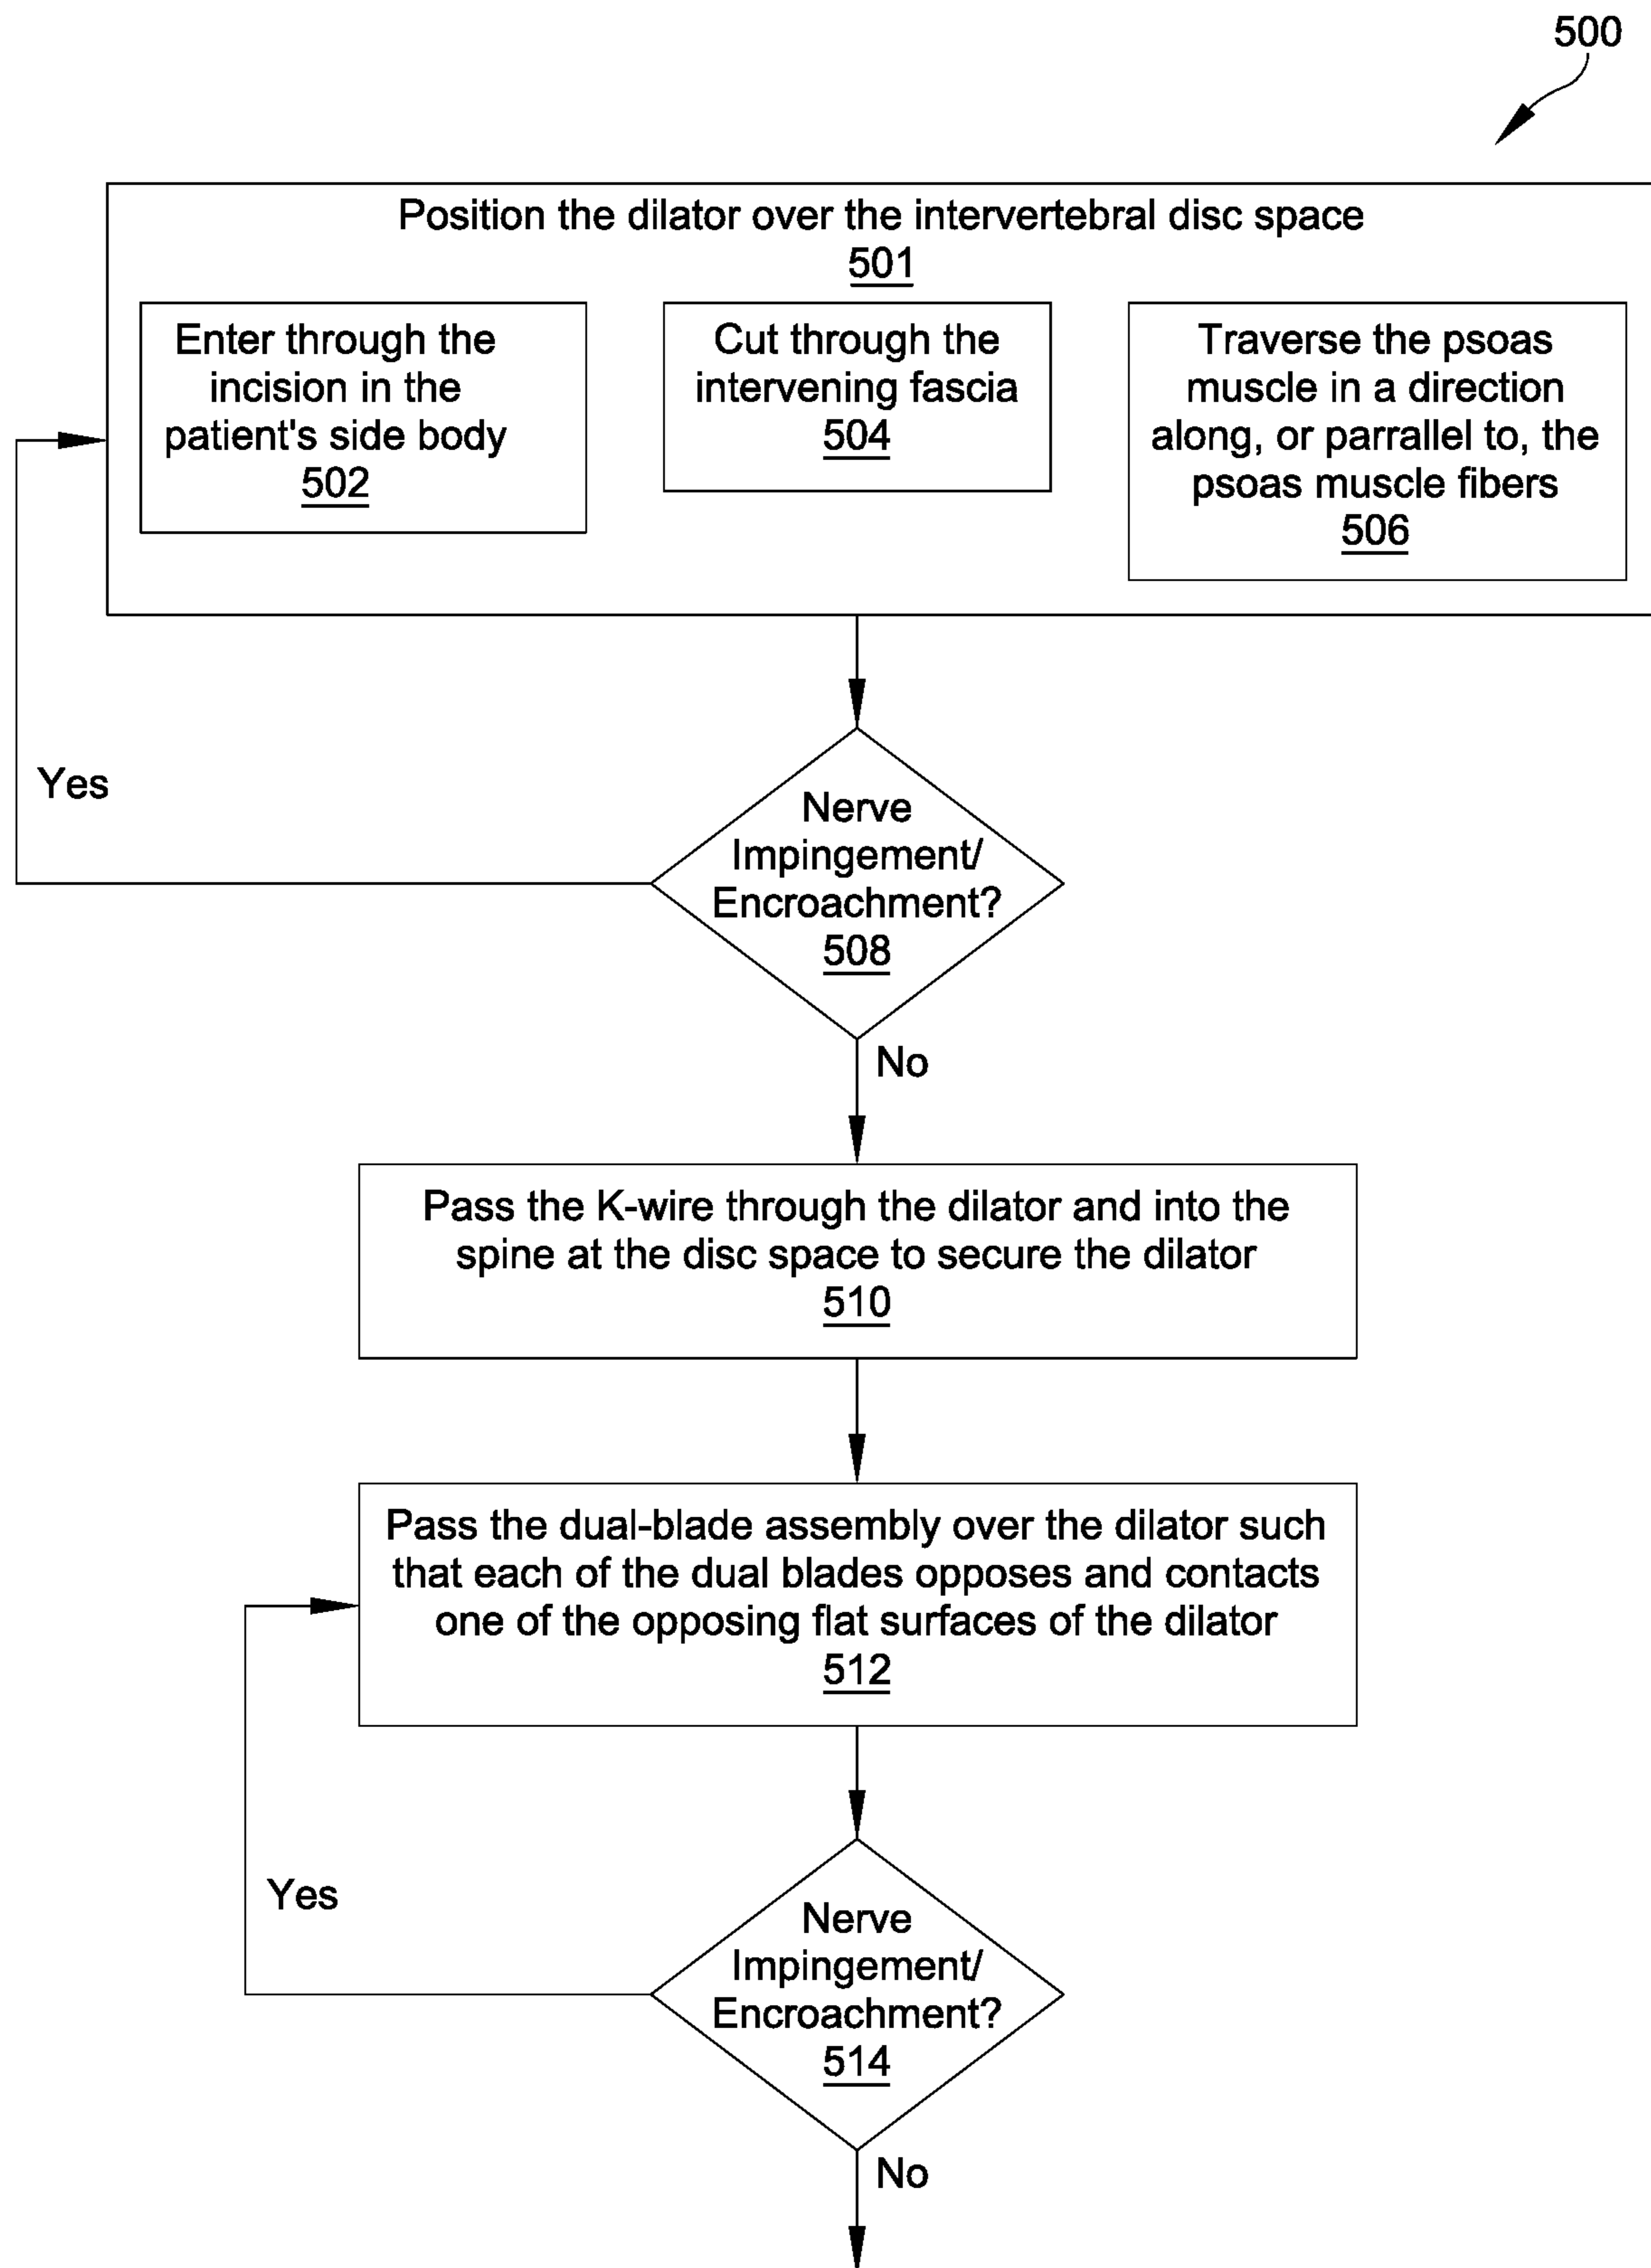 500
Position the dilator over the intervertebral disc space
501
Enter through the
incision in the
patient's side body
502
Cut through the
intervening fascia
504
Traverse the psoas
muscle in a direction
along, or parrallel to, the
psoas muscle fibers
506
Yes
Nerve
Impingement/
Encroachment?
508
No
Pass the K-wire through the dilator and into the
spine at the disc space to secure the dilator
510
Pass the dual-blade assembly over the dilator such
that each of the dual blades opposes and contacts
one of the opposing flat surfaces of the dilator
512
Yes
Nerve
Impingement/
Encroachment?
514
No